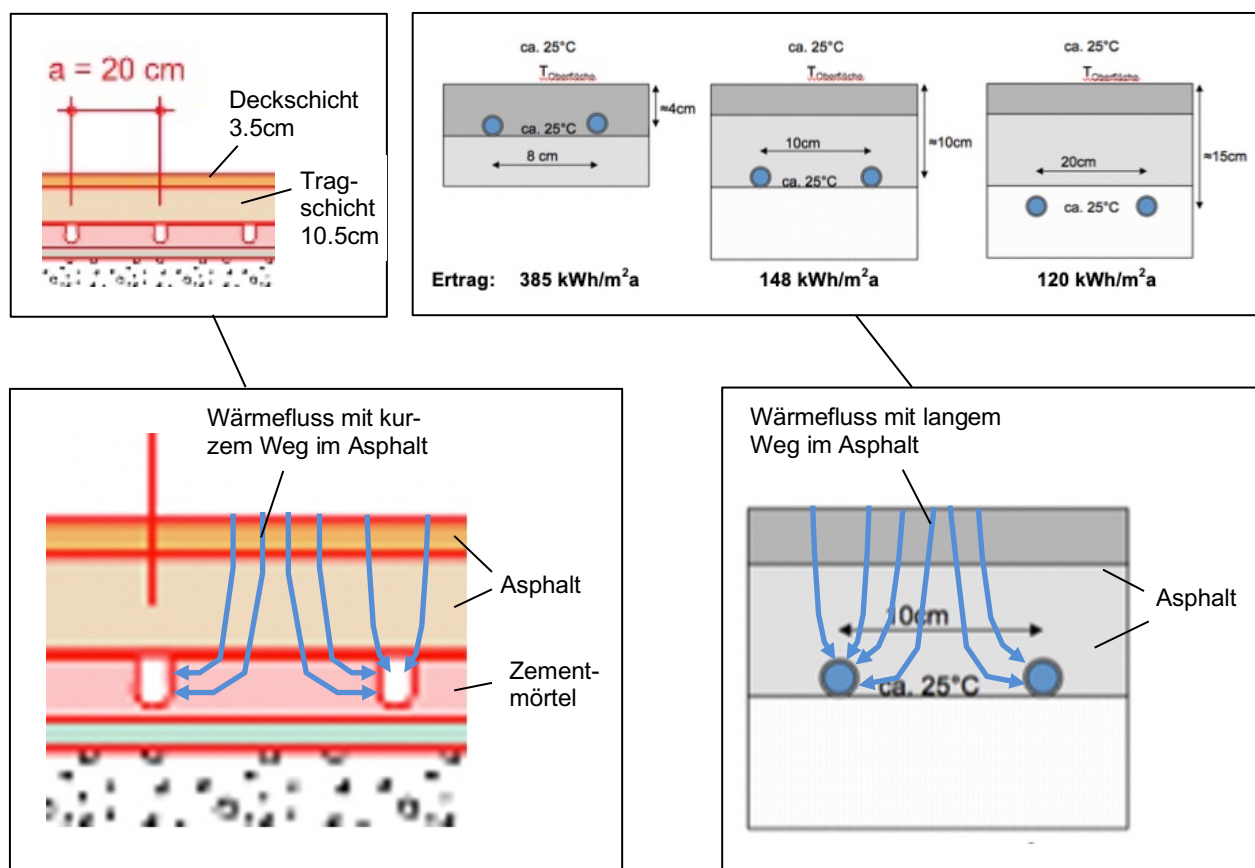 a = 20 cm
Deckschicht
3.5cm
Trag-
schicht
10.5cm
ca. 25°C
ca. 25°C
ca. 25°C
TOberfläche
TOberfläche
TOberfläche
≈4cm
ca. 25°C
8 cm
≈10cm
10cm
ca. 25°C
≈15cm
20cm
ca. 25°C
Ertrag: 385 kWh/m²a 148 kWh/m²a 120 kWh/m²a
Wärmefluss mit kur-
zem Weg im Asphalt
Asphalt
Zement-
mörtel
Wärmefluss mit langem
Weg im Asphalt
Asphalt
10cm
ca. 25°C